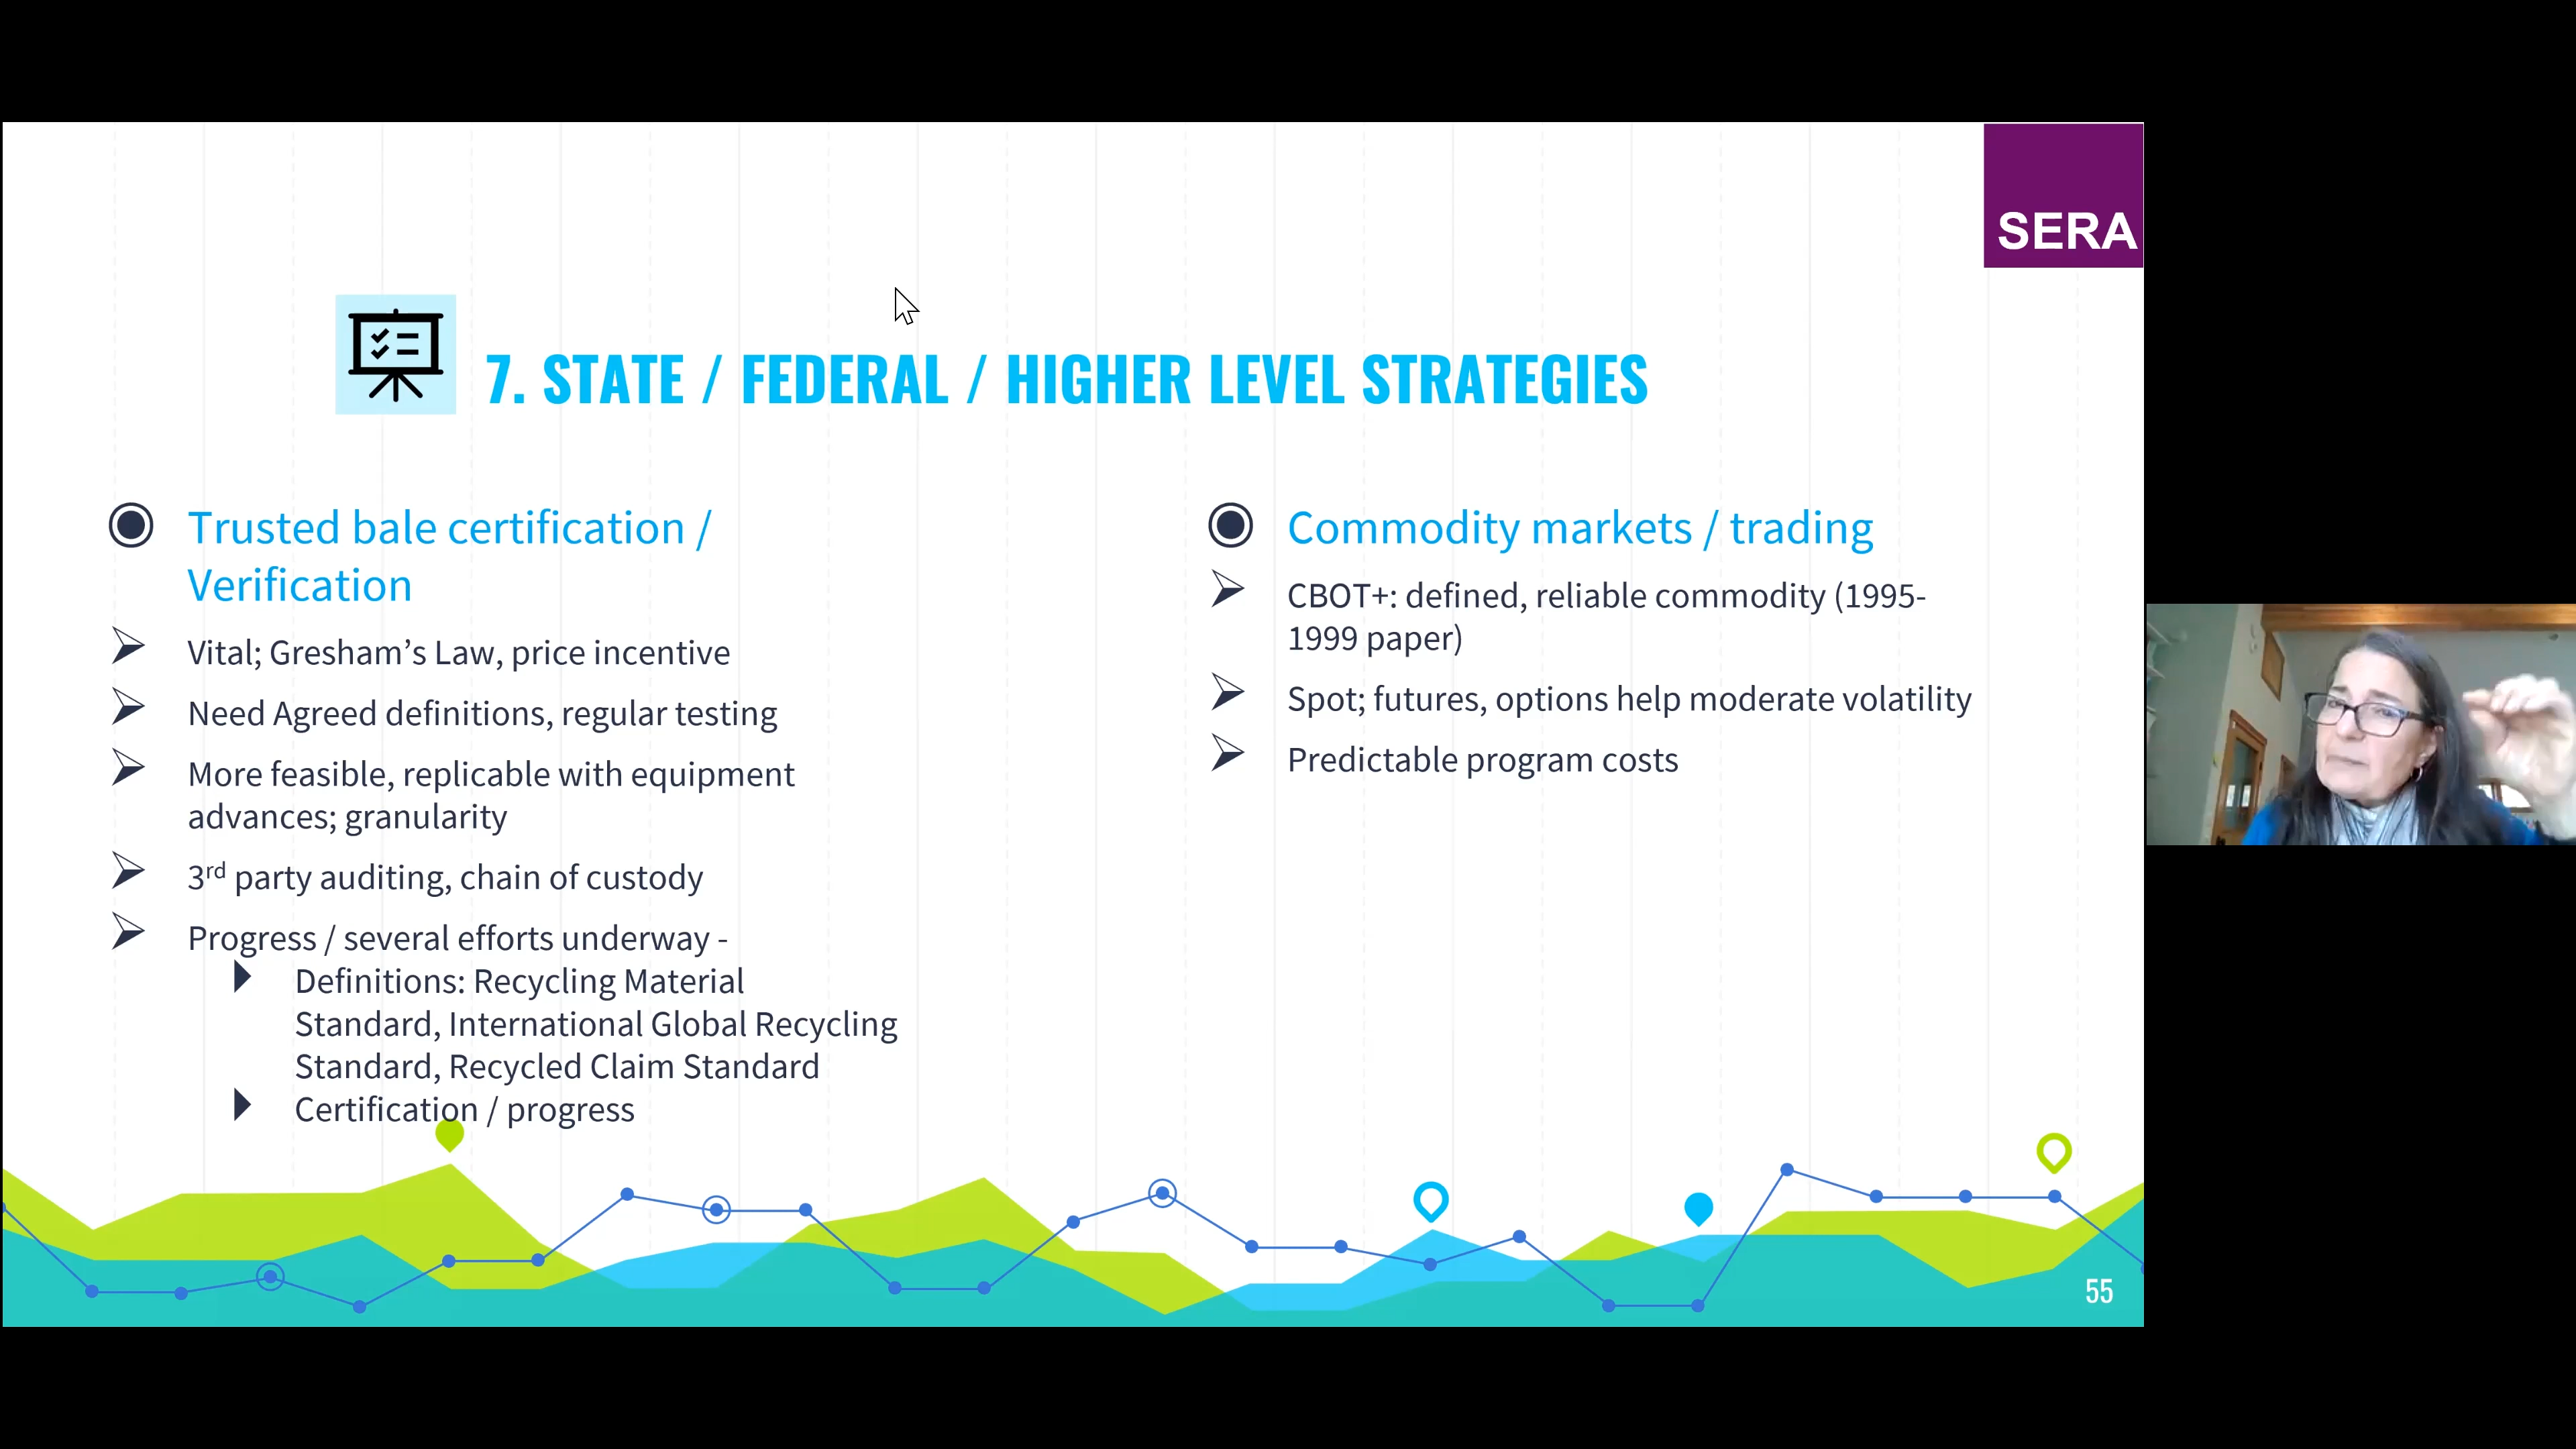 SERA
7. STATE / FEDERAL / HIGHER LEVEL STRATEGIES
Trusted bale certification /
Verification
Vital; Gresham’s Law, price incentive
Need Agreed definitions, regular testing
More feasible, replicable with equipment
advances; granularity
3rd party auditing, chain of custody
Progress / several efforts underway -
Definitions: Recycling Material
Standard, International Global Recycling
Standard, Recycled Claim Standard
Certification / progress
Commodity markets / trading
CBOT+: defined, reliable commodity (1995-
1999 paper)
Spot; futures, options help moderate volatility
Predictable program costs
55